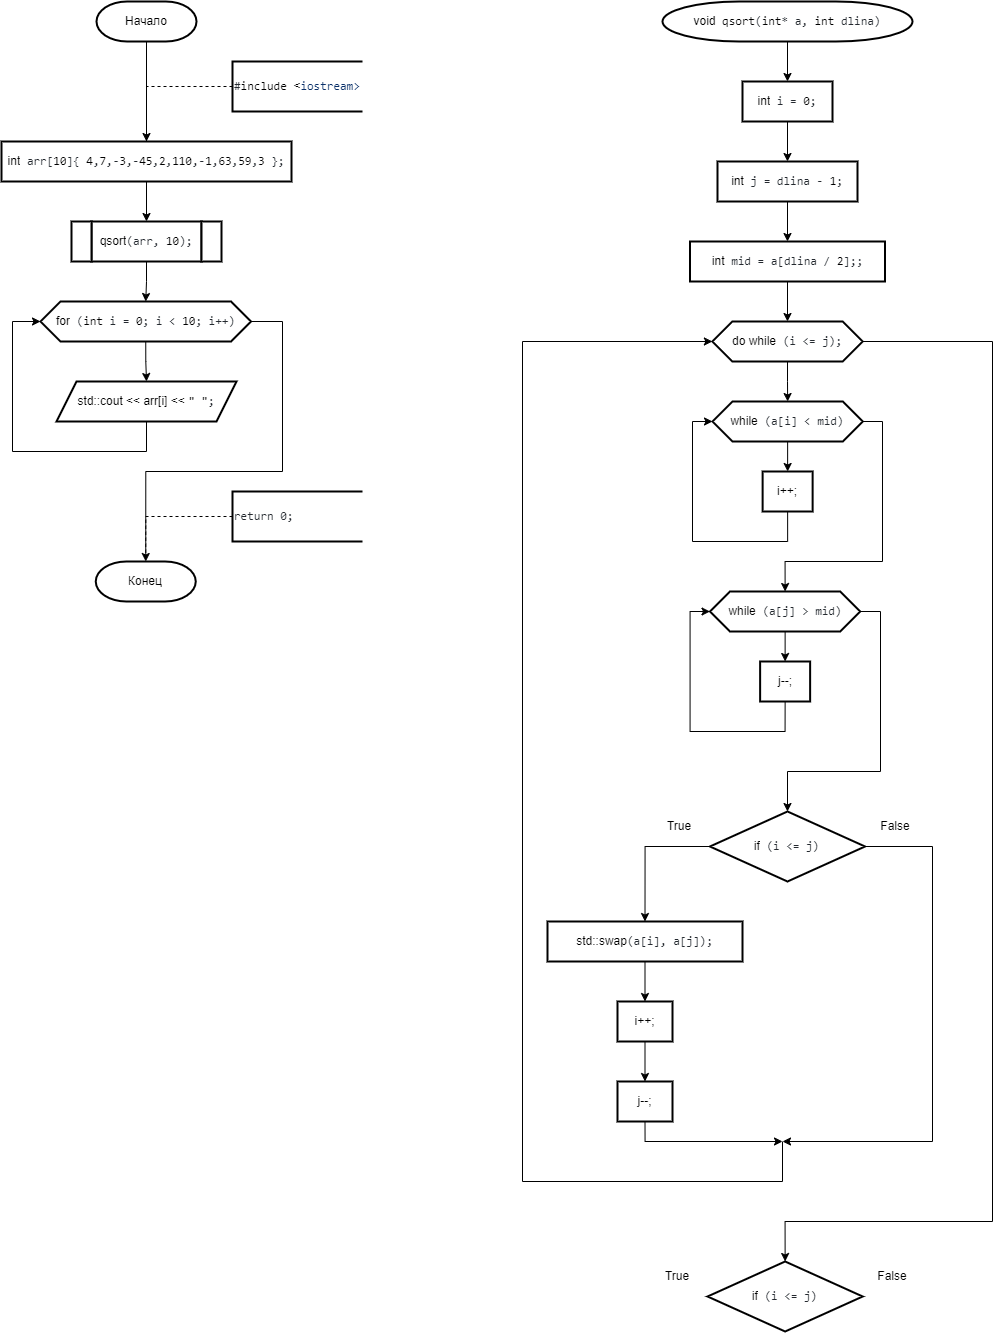 Начало
#include <iostream>
int arr[10]{ 4,7,-3,-45,2,110,-1,63,59,3 };
qsort(arr, 10);
for (int i = 0; i < 10; i++)
std::cout << arr[i] << " ";
return 0;
Конец
void qsort(int* a, int dlina)
int i = 0;
int j = dlina - 1;
int mid = a[dlina / 2];;
do while (i <= j);
while (a[i] < mid)
i++;
while (a[j] > mid)
j--;
True
False
if (i <= j)
std::swap(a[i], a[j]);
i++;
j--;
True
False
if (i <= j)